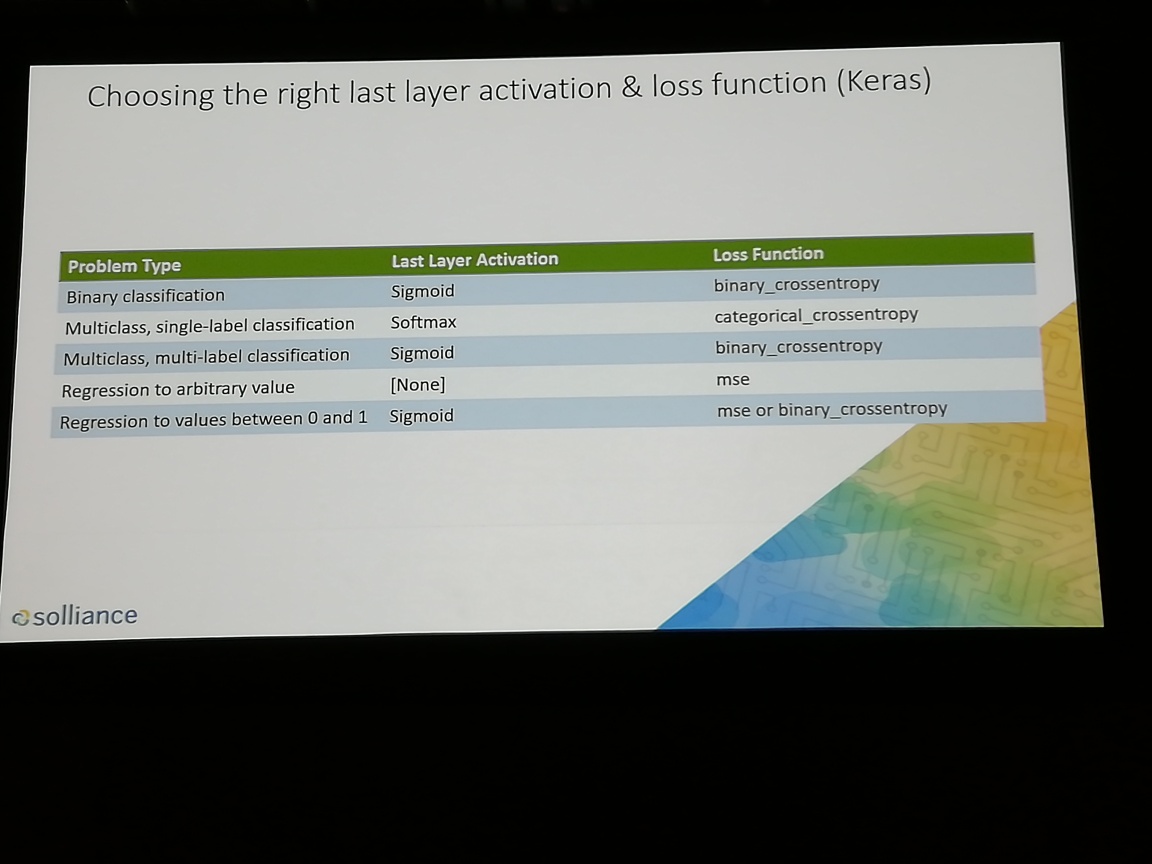 Choosing the right last layer activation & loss function (Keras)
Problem Type Last Layer Activation Loss Function
Binary classification Sigmoid binary_crossentropy
Multiclass, single-label classification Softmax categorical_crossentropy
Multiclass, multi-label classification Sigmoid binary_crossentropy
Regression to arbitrary value [None] mse
Regression to values between 0 and 1 Sigmoid mse or binary_crossentropy
solliance